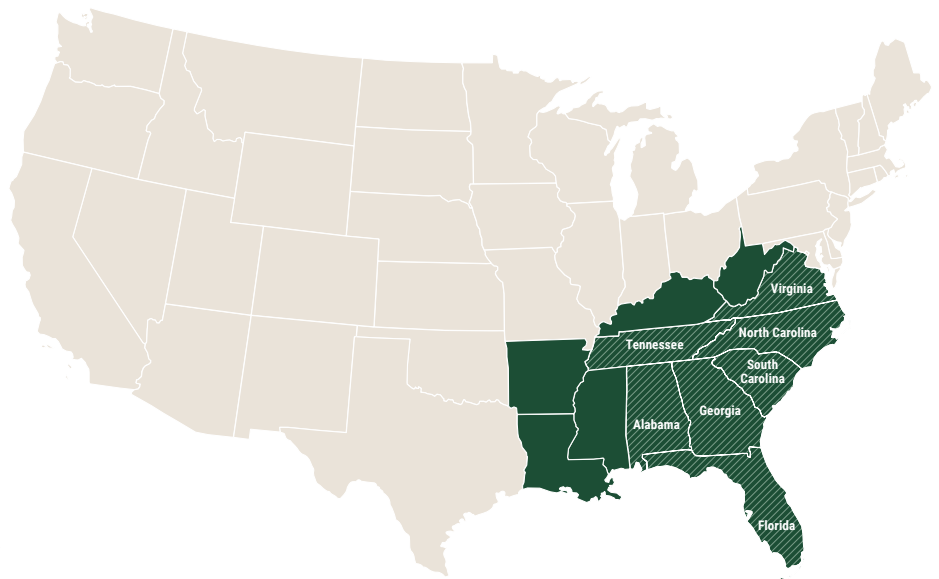 Virginia
North Carolina
Tennessee
South
Carolina
Georgia
Alabama
Florida